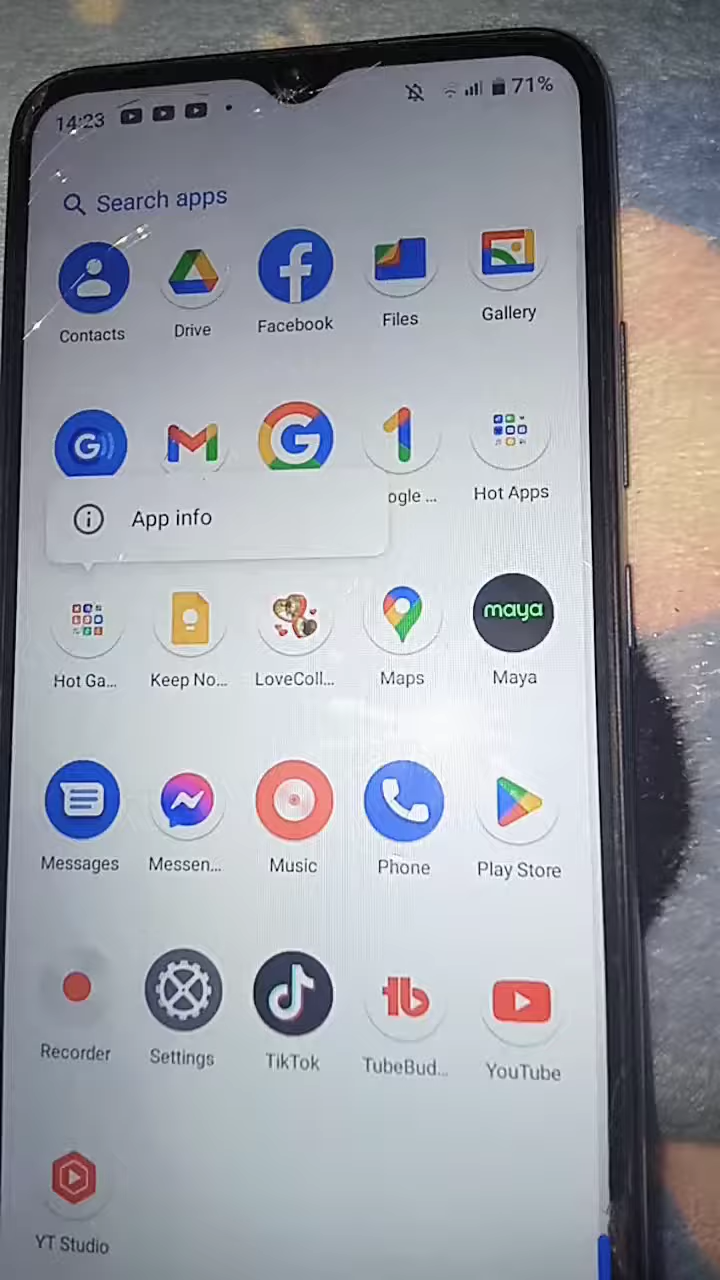 14:23 71%
Search apps
Contacts Drive Facebook Files Gallery
ogle ... Hot Apps
App info
Hot Ga... Keep No... LoveColl... Maps Maya
maya
Messages Messen... Music Phone Play Store
Recorder Settings TikTok TubeBud... YouTube
YT Studio